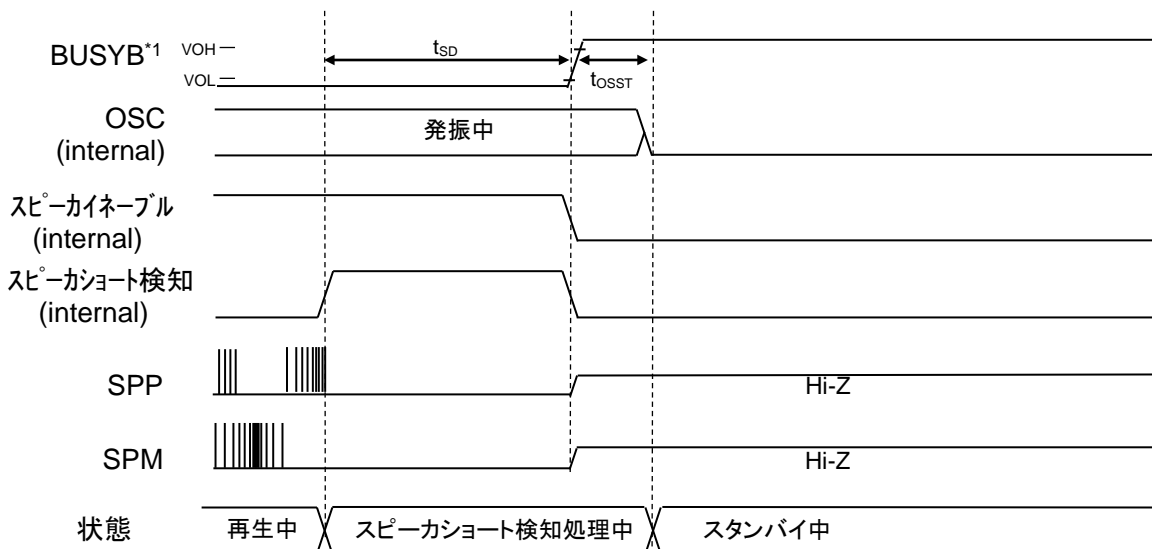 BUSYB*1
VOH
VOL
tSD
tOSST
OSC
(internal)
発振中
スピーカイネーブル
(internal)
スピーカショート検知
(internal)
SPP
Hi-Z
SPM
Hi-Z
状態
再生中
スピーカショート検知処理中
スタンバイ中